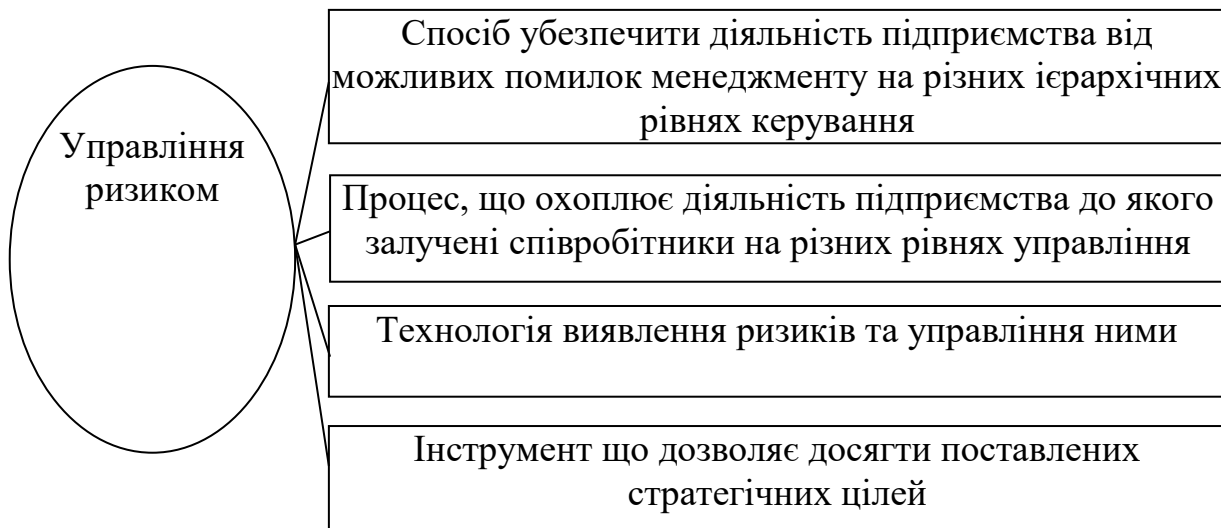 Управління
ризиком
Спосіб убезпечити діяльність підприємства від
можливих помилок менеджменту на різних ієрархічних
рівнях керування
Процес, що охоплює діяльність підприємства до якого
залучені співробітники на різних рівнях управління
Технологія виявлення ризиків та управління ними
Інструмент що дозволяє досягти поставлених
стратегічних цілей